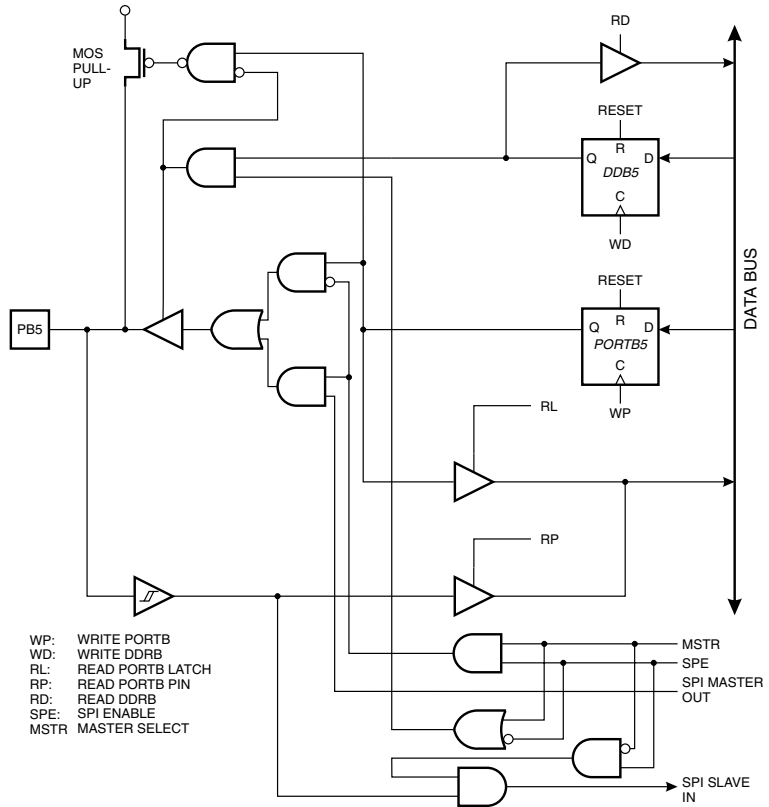 RD
MOS
PULL-
UP
RESET
R
Q
D
DDB5
C
WD
RESET
R
Q
D
PORTB5
C
WP
DATA BUS
PB5
RL
RP
WP: WRITE PORTB
WD: WRITE DDRB
RL: READ PORTB LATCH
RP: READ PORTB PIN
RD: READ DDRB
SPE: SPI ENABLE
MSTR MASTER SELECT
MSTR
SPE
SPI MASTER
OUT
SPI SLAVE
IN